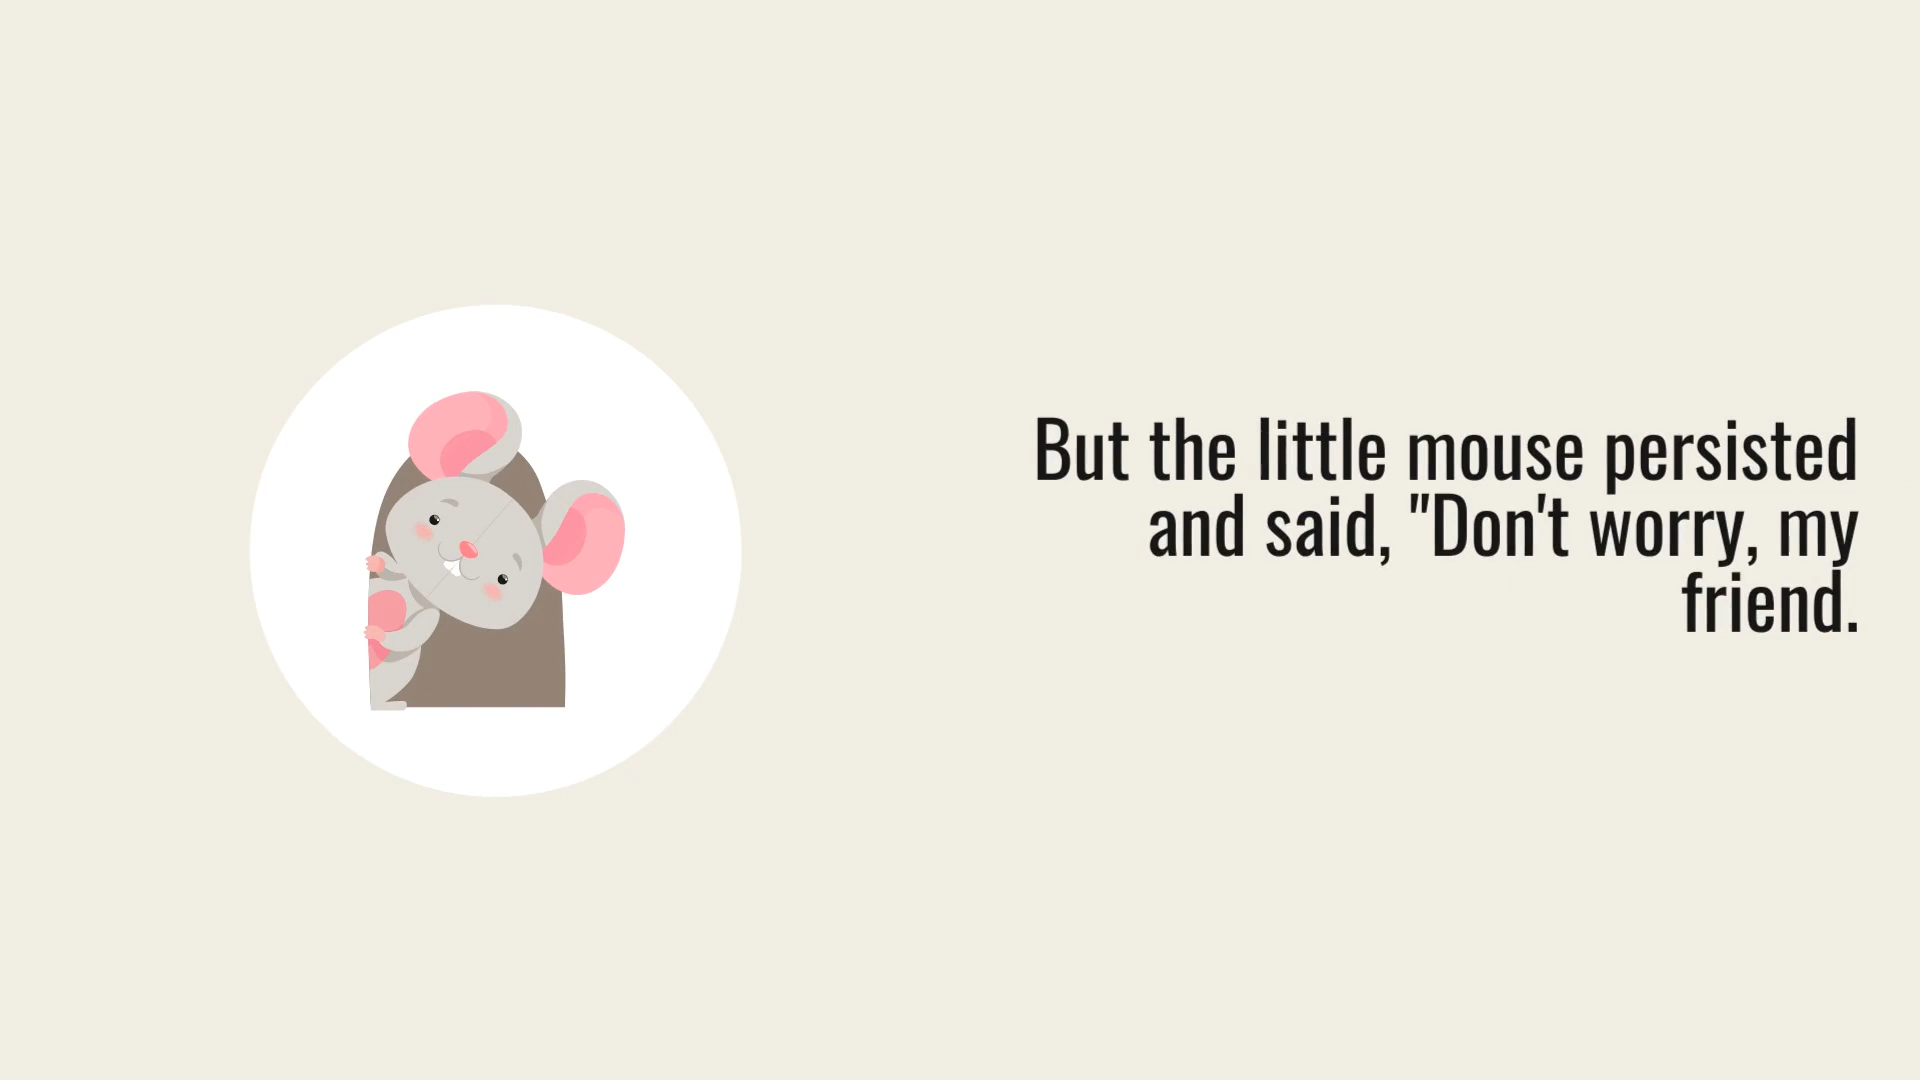 But the little mouse persisted
and said, "Don't worry, my
friend.